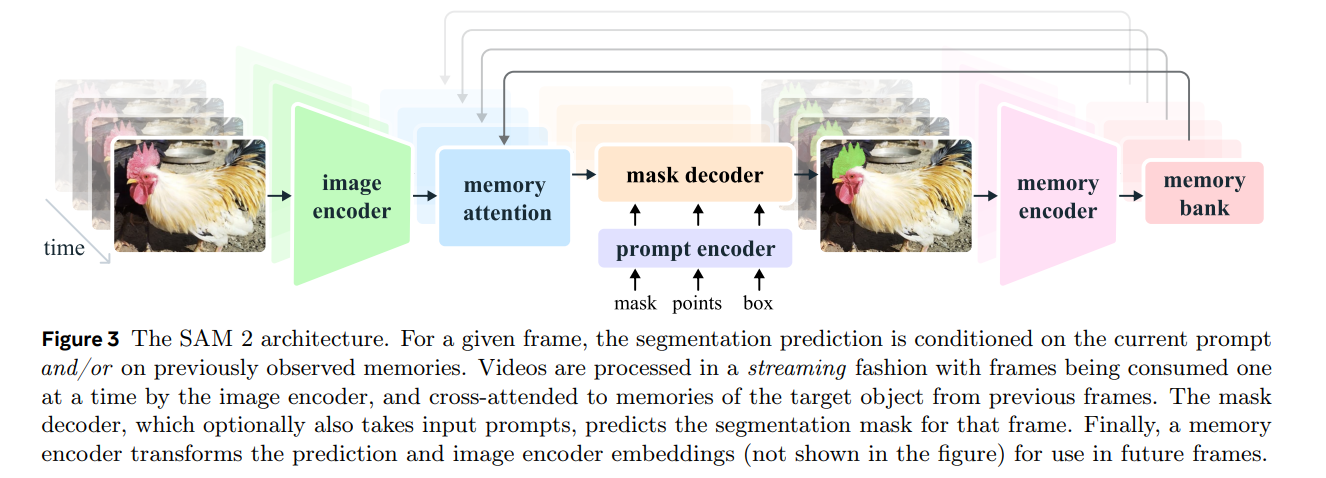 time
image
encoder
memory
attention
mask decoder
prompt encoder
mask points box
memory
encoder
memory
bank
Figure 3 The SAM 2 architecture. For a given frame, the segmentation prediction is conditioned on the current prompt
and/or on previously observed memories. Videos are processed in a streaming fashion with frames being consumed one
at a time by the image encoder, and cross-attended to memories of the target object from previous frames. The mask
decoder, which optionally also takes input prompts, predicts the segmentation mask for that frame. Finally, a memory
encoder transforms the prediction and image encoder embeddings (not shown in the figure) for use in future frames.